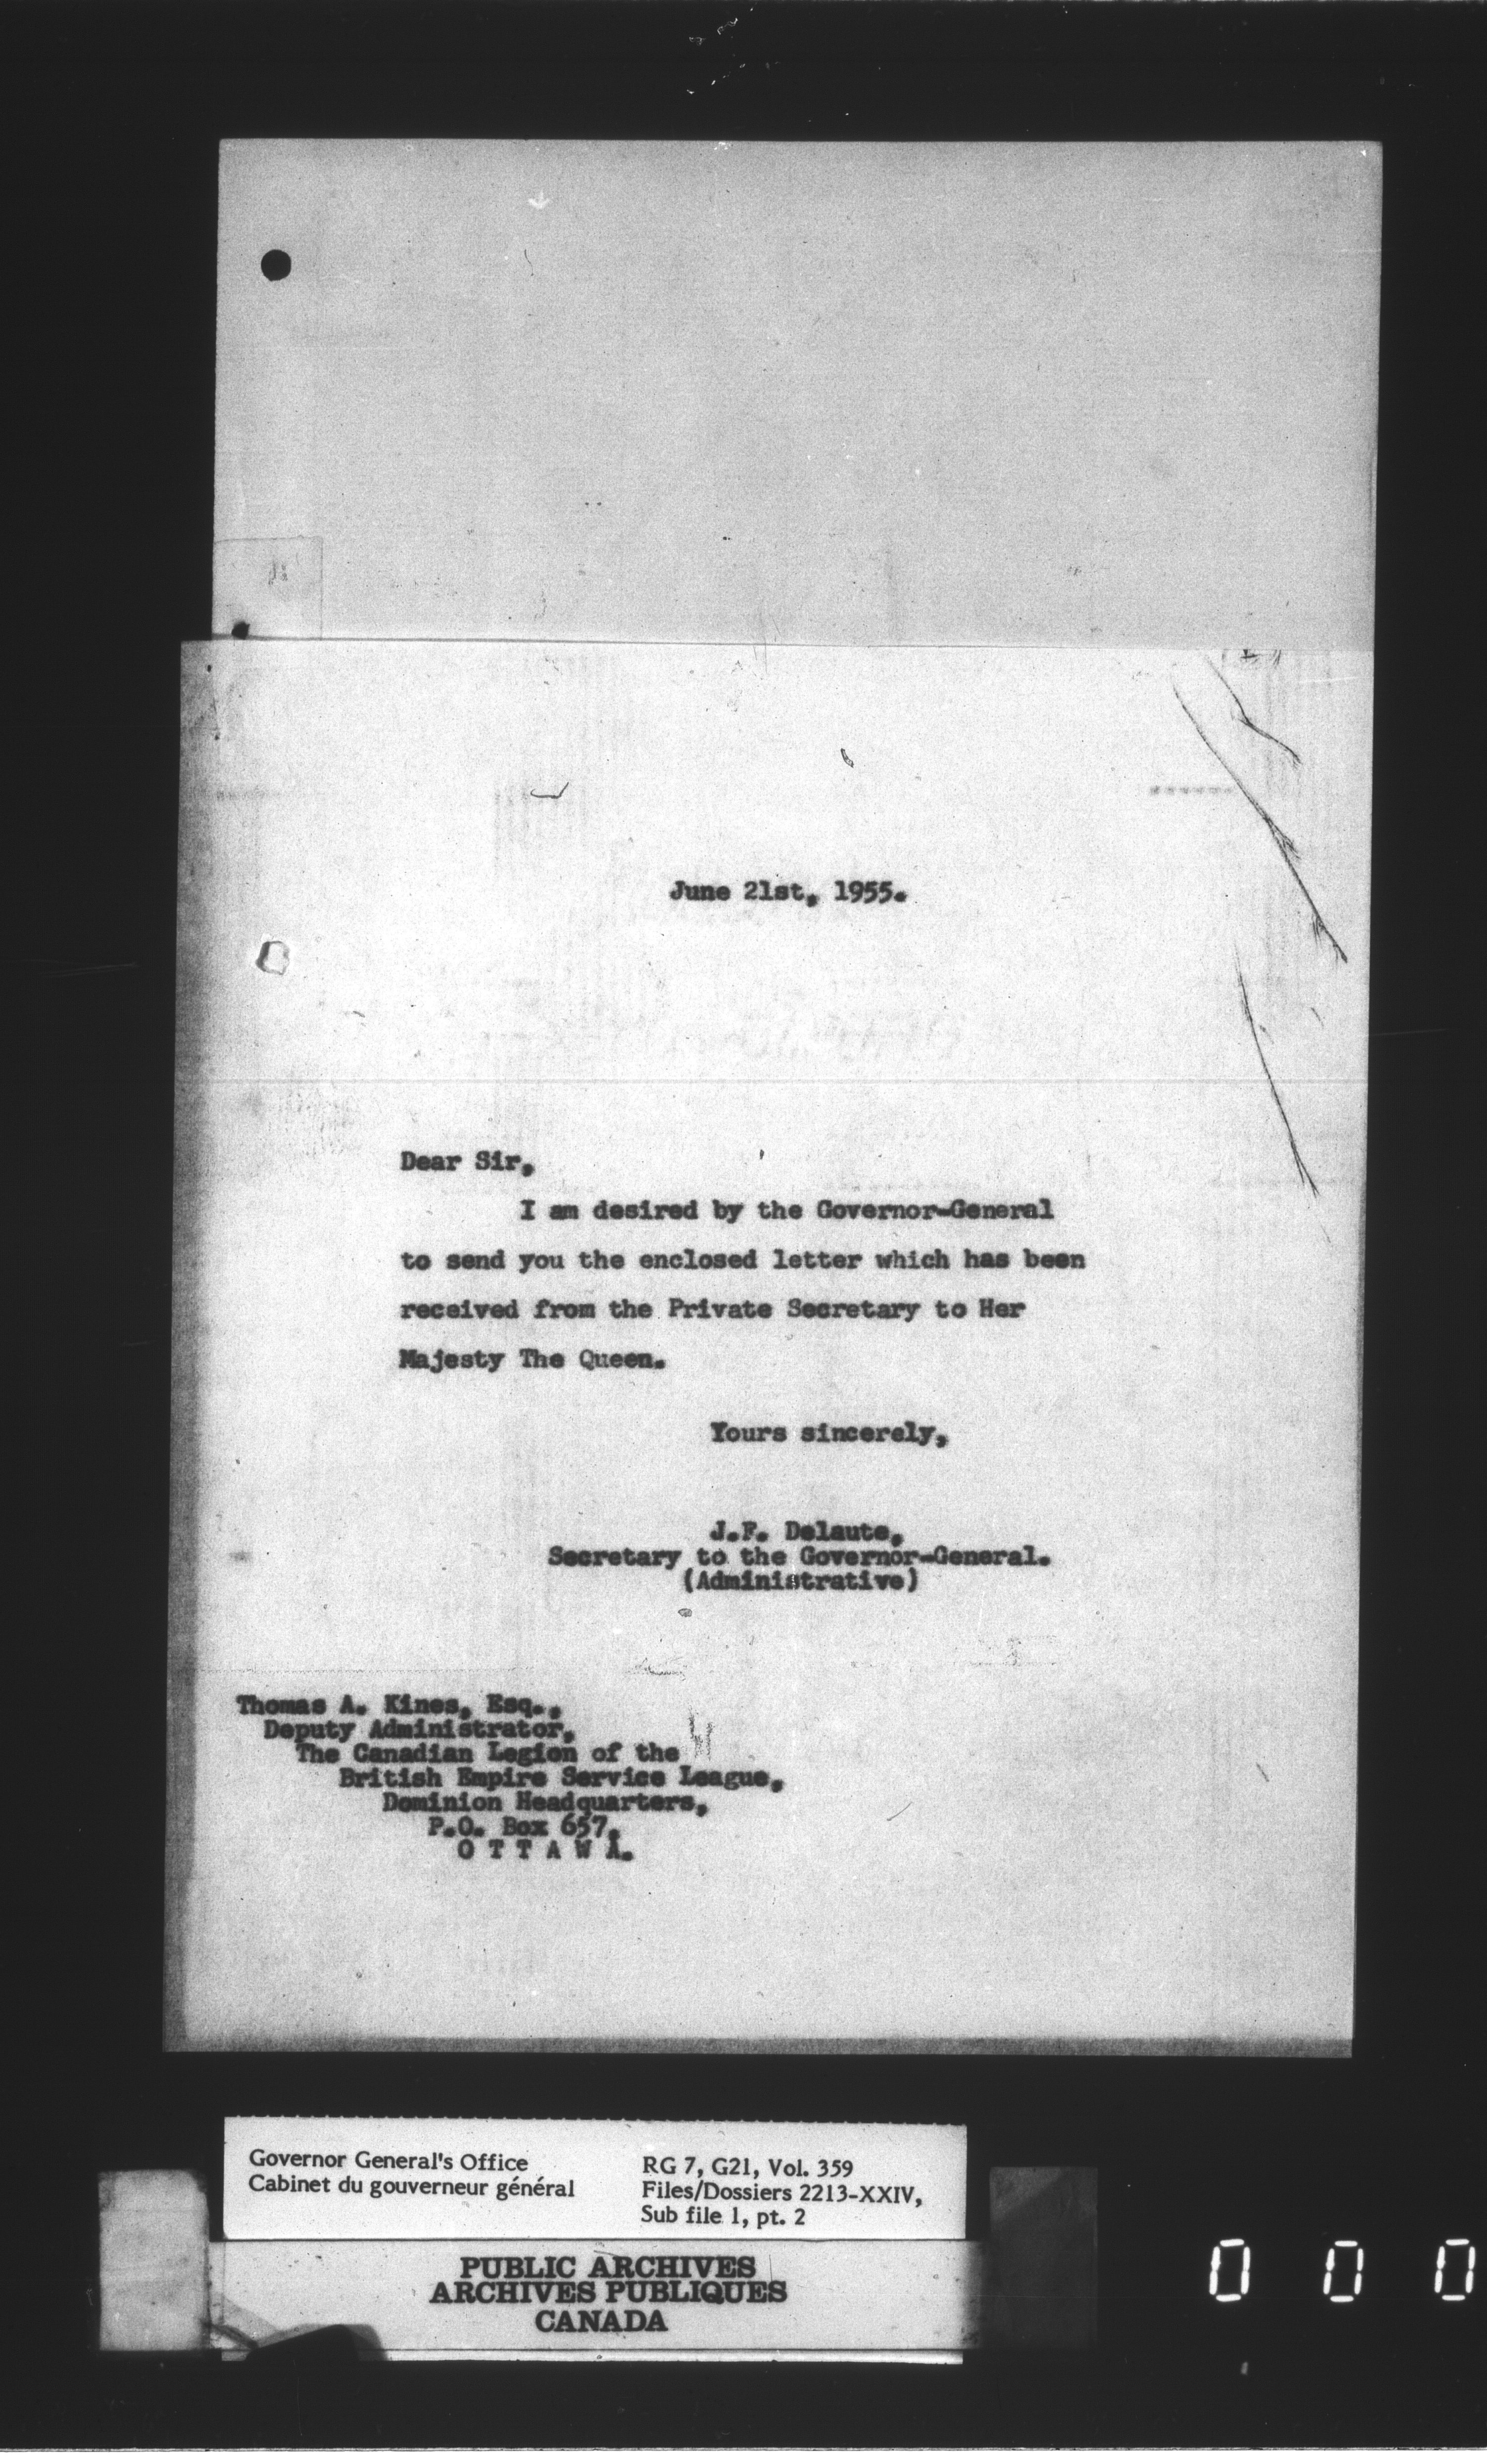 June 21st, 1955.
Dear Sir,
I am desired by the Governor-General
to send you the enclosed letter which has been
received from the Private Secretary to Her
Majesty The Queen.
Yours sincerely,
J.F. Delaute,
Secretary to the Governor-General.
(Administrative)
Thomas A. Kines, Esq.,
Deputy Administrator,
The Canadian Legion of the
British Empire Service League,
Dominion Headquarters,
P.O. Box 657,
O T T A W A.
Governor General's Office
Cabinet du gouverneur général
RG 7, G21, Vol. 359
Files/Dossiers 2213-XXIV,
Sub file 1, pt. 2
PUBLIC ARCHIVES
ARCHIVES PUBLIQUES
CANADA
0 0 0